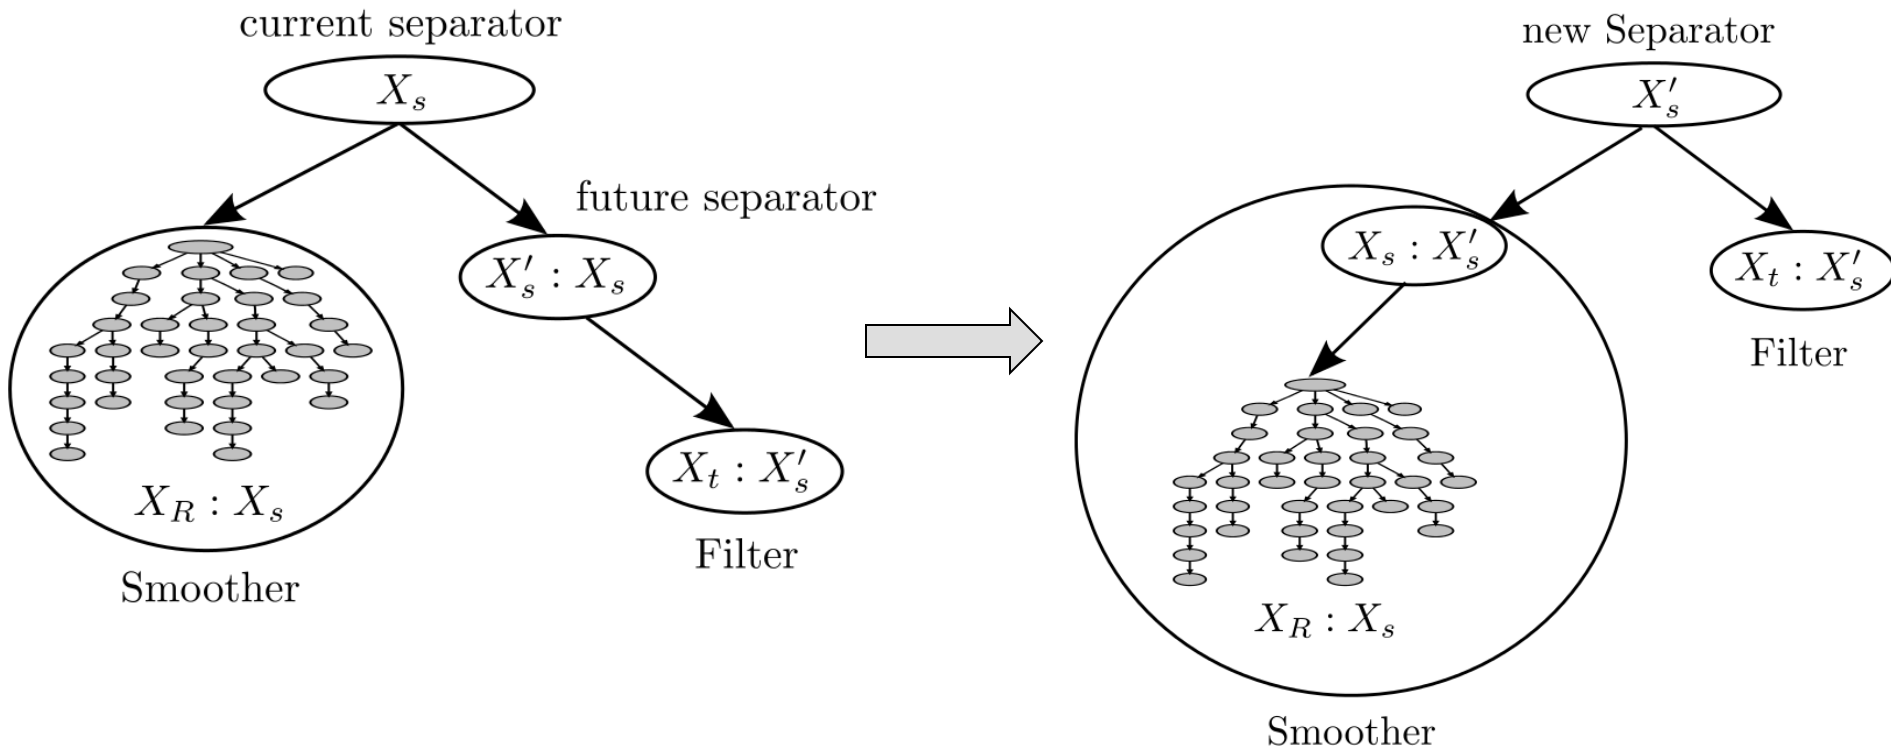 current separator
X_s
future separator
X'_s : X_s
X_t : X'_s
Filter
X_R : X_s
Smoother
new Separator
X'_s
X_s : X'_s
X_t : X'_s
Filter
X_R : X_s
Smoother